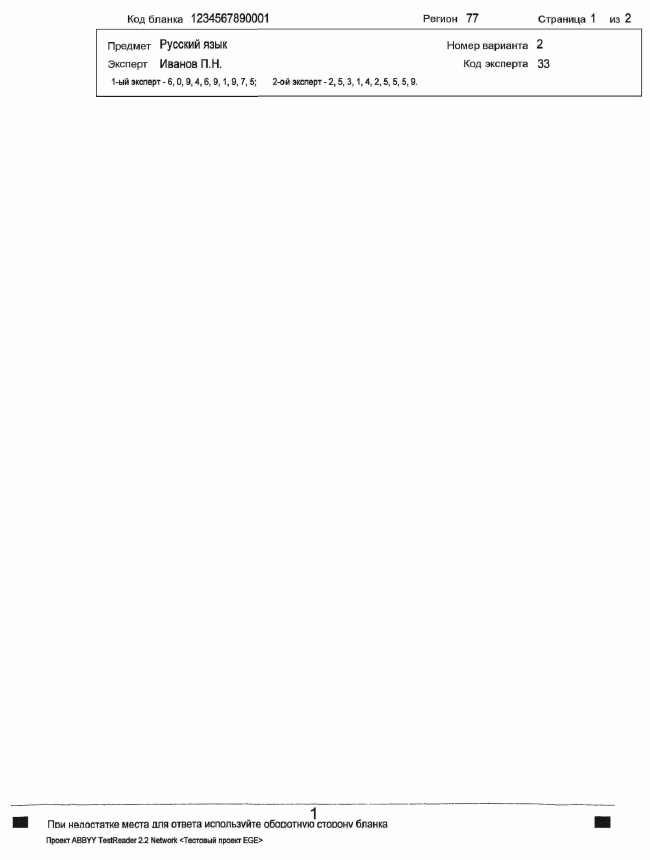 Код бланка 1234567890001 Регион 77 Страница 1 из 2
Предмет Русский язык Номер варианта 2
Эксперт Иванов П.Н. Код эксперта 33
1-ый эксперт - 6, 0, 9, 4, 6, 9, 1, 9, 7, 5; 2-ой эксперт - 2, 5, 3, 1, 4, 2, 5, 5, 5, 9.
1
При недостатке места для ответа используйте оборотную сторону бланка
Проект ABBYY TestReader 2.2 Network <Тестовый проект EGE>